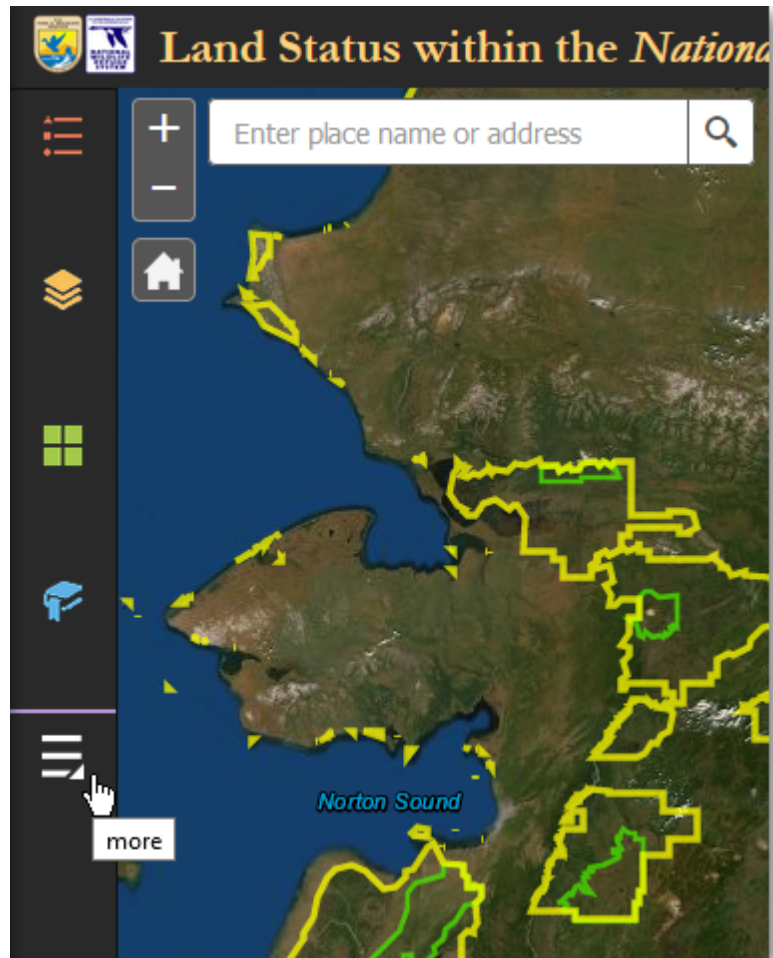 Land Status within the Nationa
Enter place name or address
Norton Sound
more